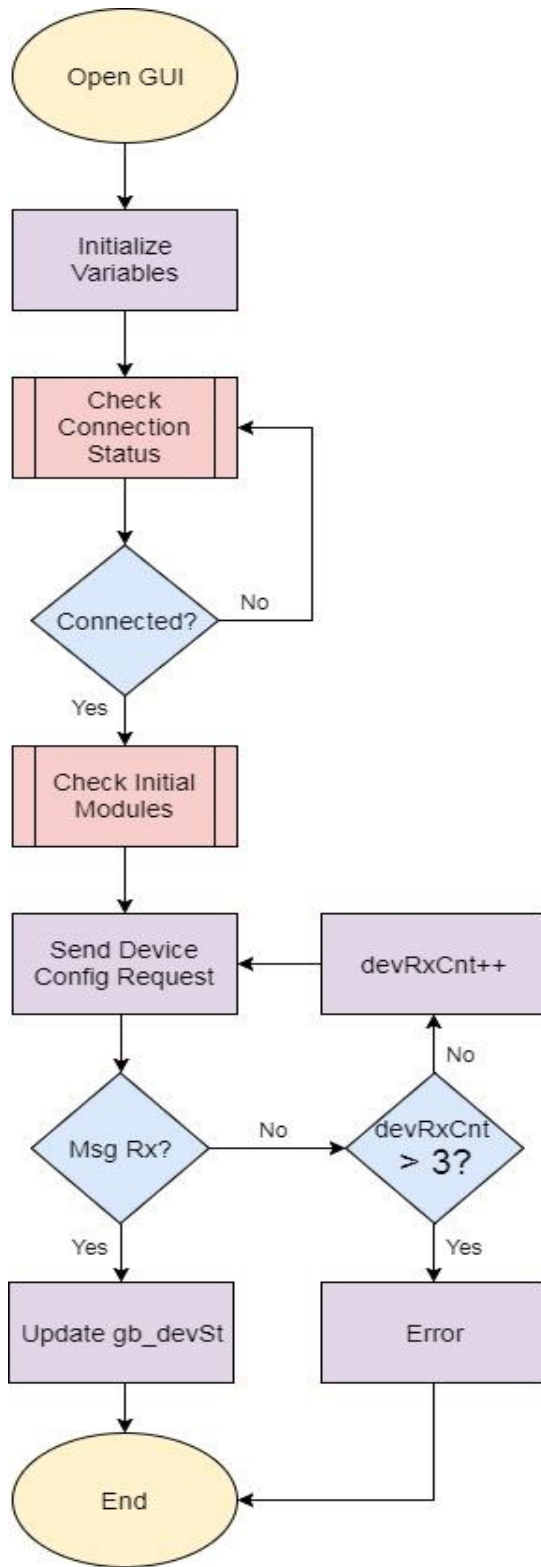 Open GUI
Initialize
Variables
Check
Connection
Status
Connected?
No
Yes
Check Initial
Modules
Send Device
Config Request
devRxCnt++
No
Msg Rx?
No
devRxCnt
> 3?
Yes
Yes
Update gb_devSt
Error
End